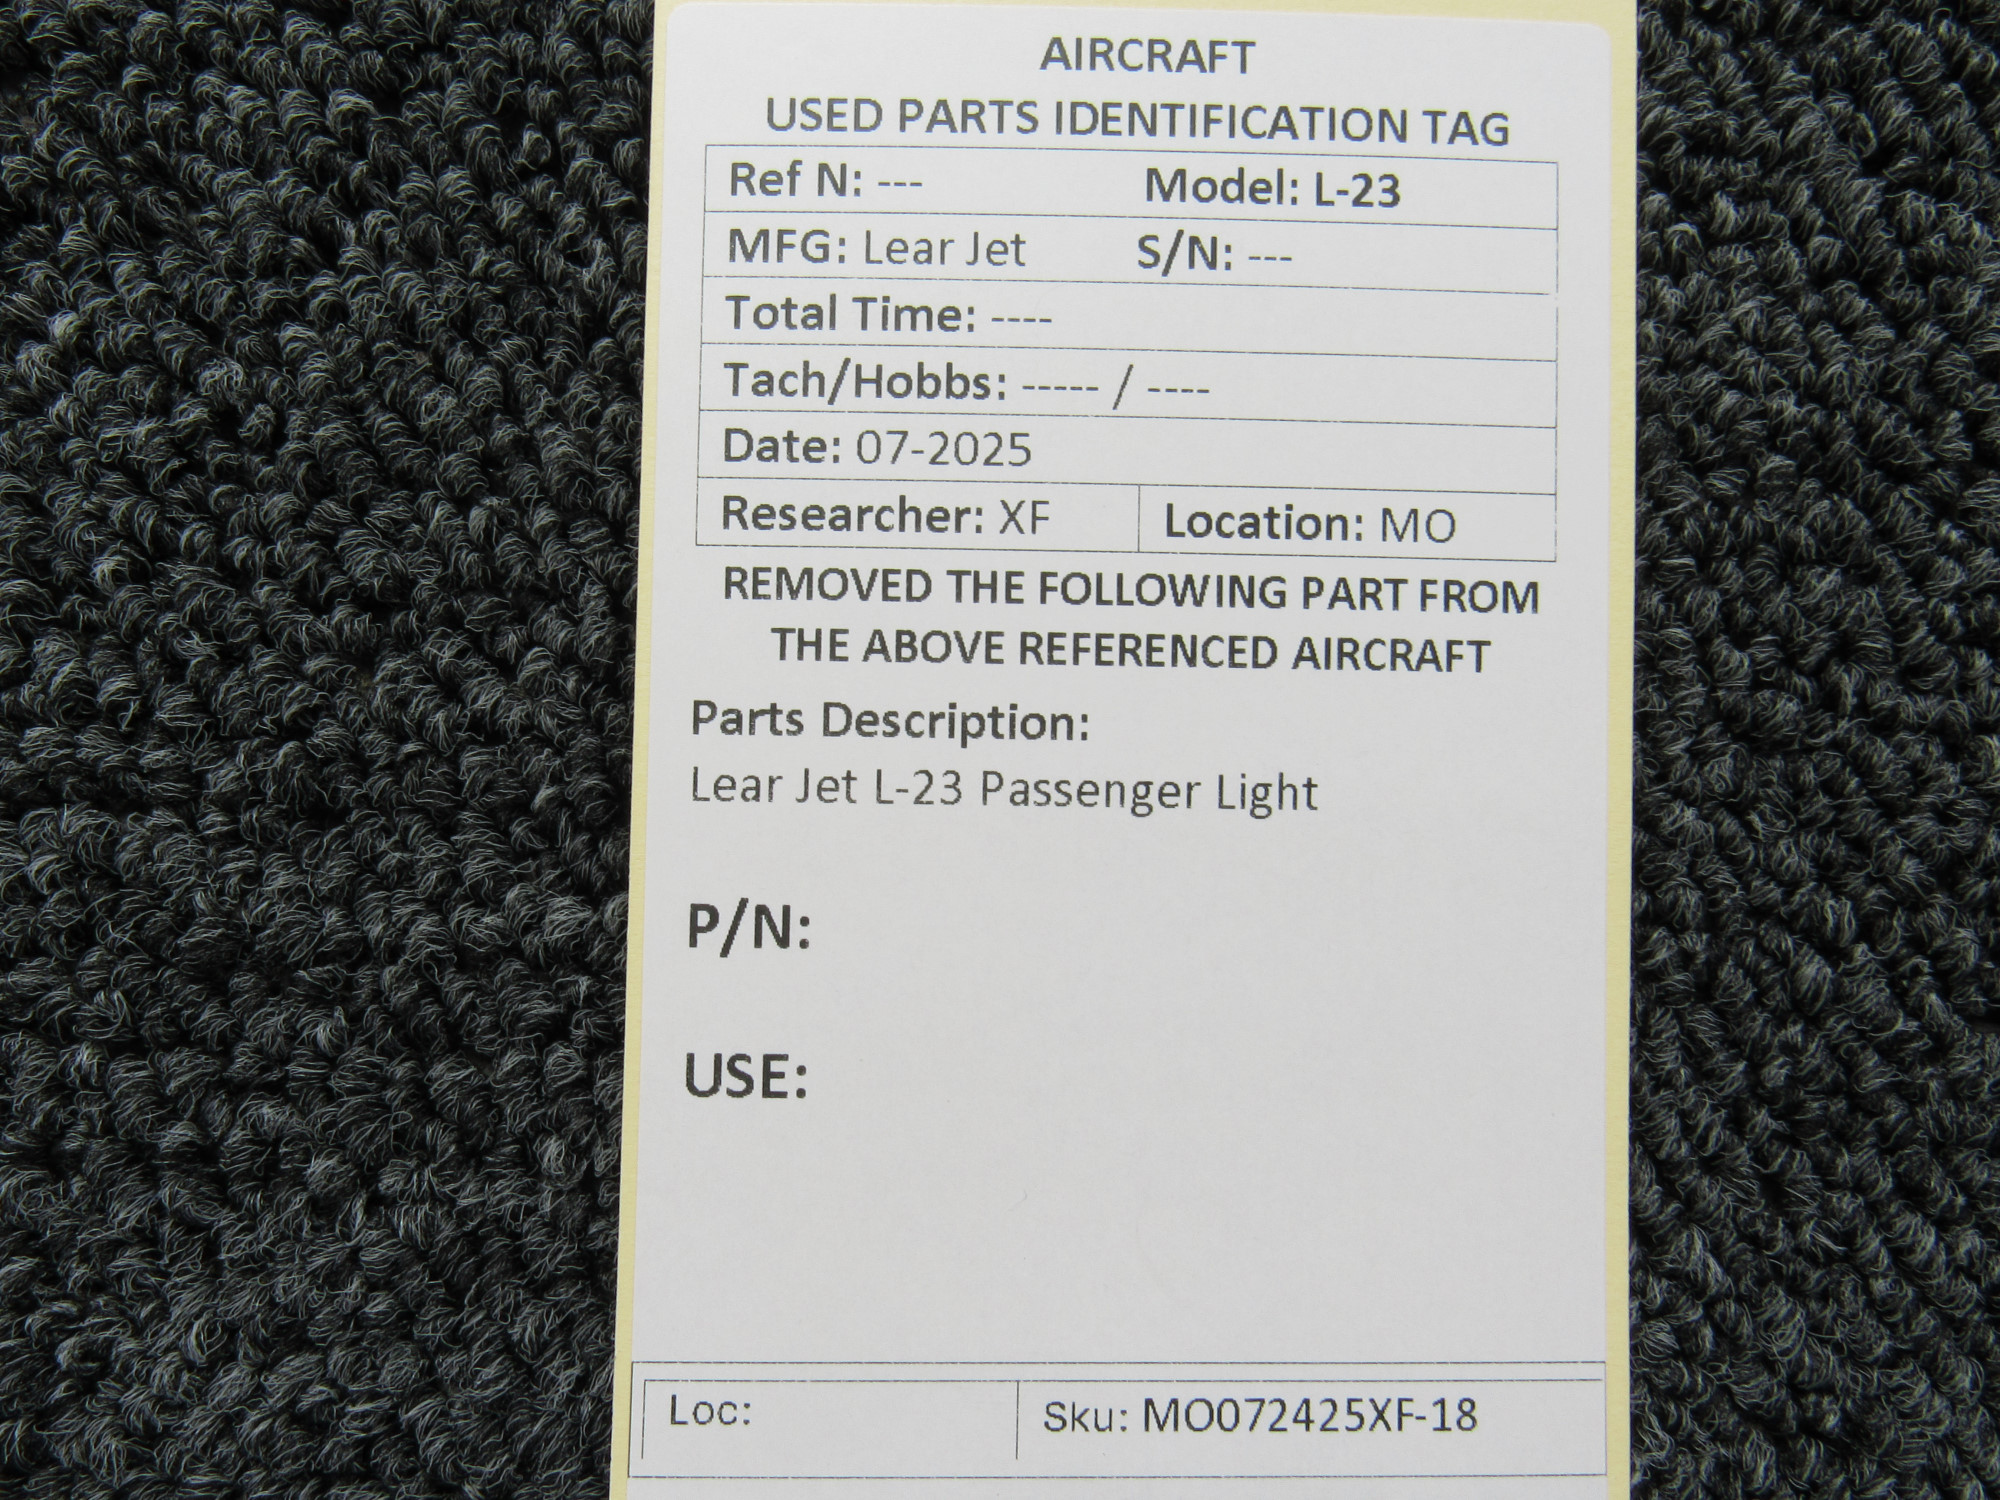 AIRCRAFT
USED PARTS IDENTIFICATION TAG
Ref N: --- Model: L-23
MFG: Lear Jet S/N: ---
Total Time: ----
Tach/Hobbs: ----- / ----
Date: 07-2025
Researcher: XF Location: MO
REMOVED THE FOLLOWING PART FROM
THE ABOVE REFERENCED AIRCRAFT
Parts Description:
Lear Jet L-23 Passenger Light
P/N:
USE:
Loc: Sku: MO072425XF-18